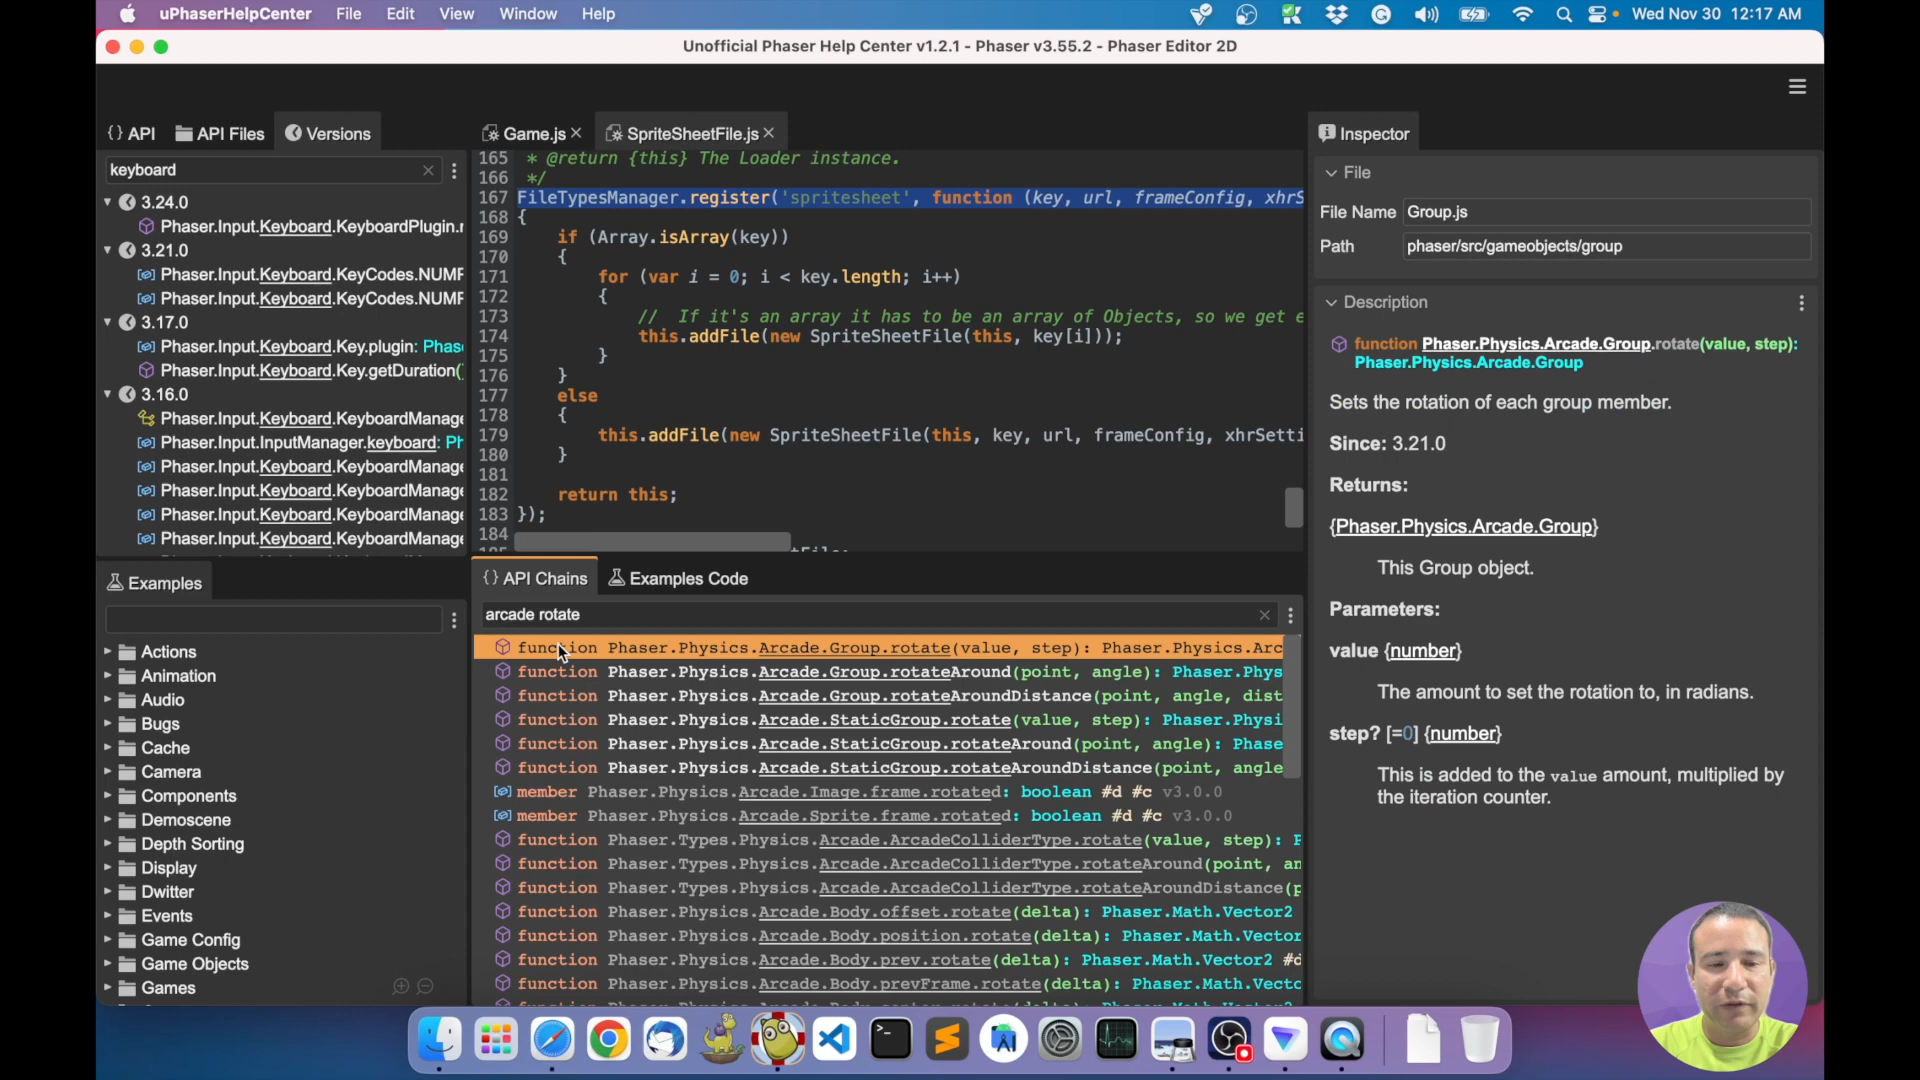 uPhaserHelpCenter File Edit View Window Help Wed Nov 30 12:17 AM
Unofficial Phaser Help Center v1.2.1 - Phaser v3.55.2 - Phaser Editor 2D
{} API API Files Versions
keyboard
3.24.0
Phaser.Input.Keyboard.KeyboardPlugin.r
3.21.0
Phaser.Input.Keyboard.KeyCodes.NUMP
Phaser.Input.Keyboard.KeyCodes.NUMP
3.17.0
Phaser.Input.Keyboard.Key.plugin: Phas
Phaser.Input.Keyboard.Key.getDuration()
3.16.0
Phaser.Input.Keyboard.KeyboardManage
Phaser.Input.InputManager.keyboard: Ph
Phaser.Input.Keyboard.KeyboardManage
Phaser.Input.Keyboard.KeyboardManage
Phaser.Input.Keyboard.KeyboardManage
Phaser.Input.Keyboard.KeyboardManage
Examples
Actions
Animation
Audio
Bugs
Cache
Camera
Components
Demoscene
Depth Sorting
Display
Dwitter
Events
Game Config
Game Objects
Games
Game.js SpriteSheetFile.js
165 * @return {this} The Loader instance.
166 */
167 FileTypesManager.register('spritesheet', function (key, url, frameConfig, xhrS
168 {
169 if (Array.isArray(key))
170 {
171 for (var i = 0; i < key.length; i++)
172 {
173 // If it's an array it has to be an array of Objects, so we get e
174 this.addFile(new SpriteSheetFile(this, key[i]));
175 }
176 }
177 else
178 {
179 this.addFile(new SpriteSheetFile(this, key, url, frameConfig, xhrSetti
180 }
181
182 return this;
183 });
184
{} API Chains Examples Code
arcade rotate
function Phaser.Physics.Arcade.Group.rotate(value, step): Phaser.Physics.Arc
function Phaser.Physics.Arcade.Group.rotateAround(point, angle): Phaser.Phys
function Phaser.Physics.Arcade.Group.rotateAroundDistance(point, angle, dist
function Phaser.Physics.Arcade.StaticGroup.rotate(value, step): Phaser.Physi
function Phaser.Physics.Arcade.StaticGroup.rotateAround(point, angle): Phase
function Phaser.Physics.Arcade.StaticGroup.rotateAroundDistance(point, angle
member Phaser.Physics.Arcade.Image.frame.rotated: boolean #d #c v3.0.0
member Phaser.Physics.Arcade.Sprite.frame.rotated: boolean #d #c v3.0.0
function Phaser.Types.Physics.Arcade.ArcadeColliderType.rotate(value, step): P
function Phaser.Types.Physics.Arcade.ArcadeColliderType.rotateAround(point, an
function Phaser.Types.Physics.Arcade.ArcadeColliderType.rotateAroundDistance(p
function Phaser.Physics.Arcade.Body.offset.rotate(delta): Phaser.Math.Vector2
function Phaser.Physics.Arcade.Body.position.rotate(delta): Phaser.Math.Vector
function Phaser.Physics.Arcade.Body.prev.rotate(delta): Phaser.Math.Vector2 #d
function Phaser.Physics.Arcade.Body.prevFrame.rotate(delta): Phaser.Math.Vecto
Inspector
File
File Name Group.js
Path phaser/src/gameobjects/group
Description
function Phaser.Physics.Arcade.Group.rotate(value, step):
Phaser.Physics.Arcade.Group
Sets the rotation of each group member.
Since: 3.21.0
Returns:
{Phaser.Physics.Arcade.Group}
This Group object.
Parameters:
value {number}
The amount to set the rotation to, in radians.
step? [=0] {number}
This is added to the value amount, multiplied by
the iteration counter.